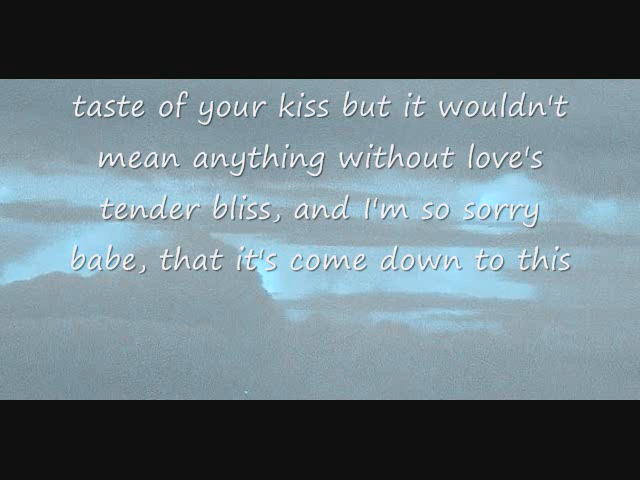 taste of your kiss but it wouldn't
mean anything without love's
tender bliss, and I'm so sorry
babe, that it's come down to this